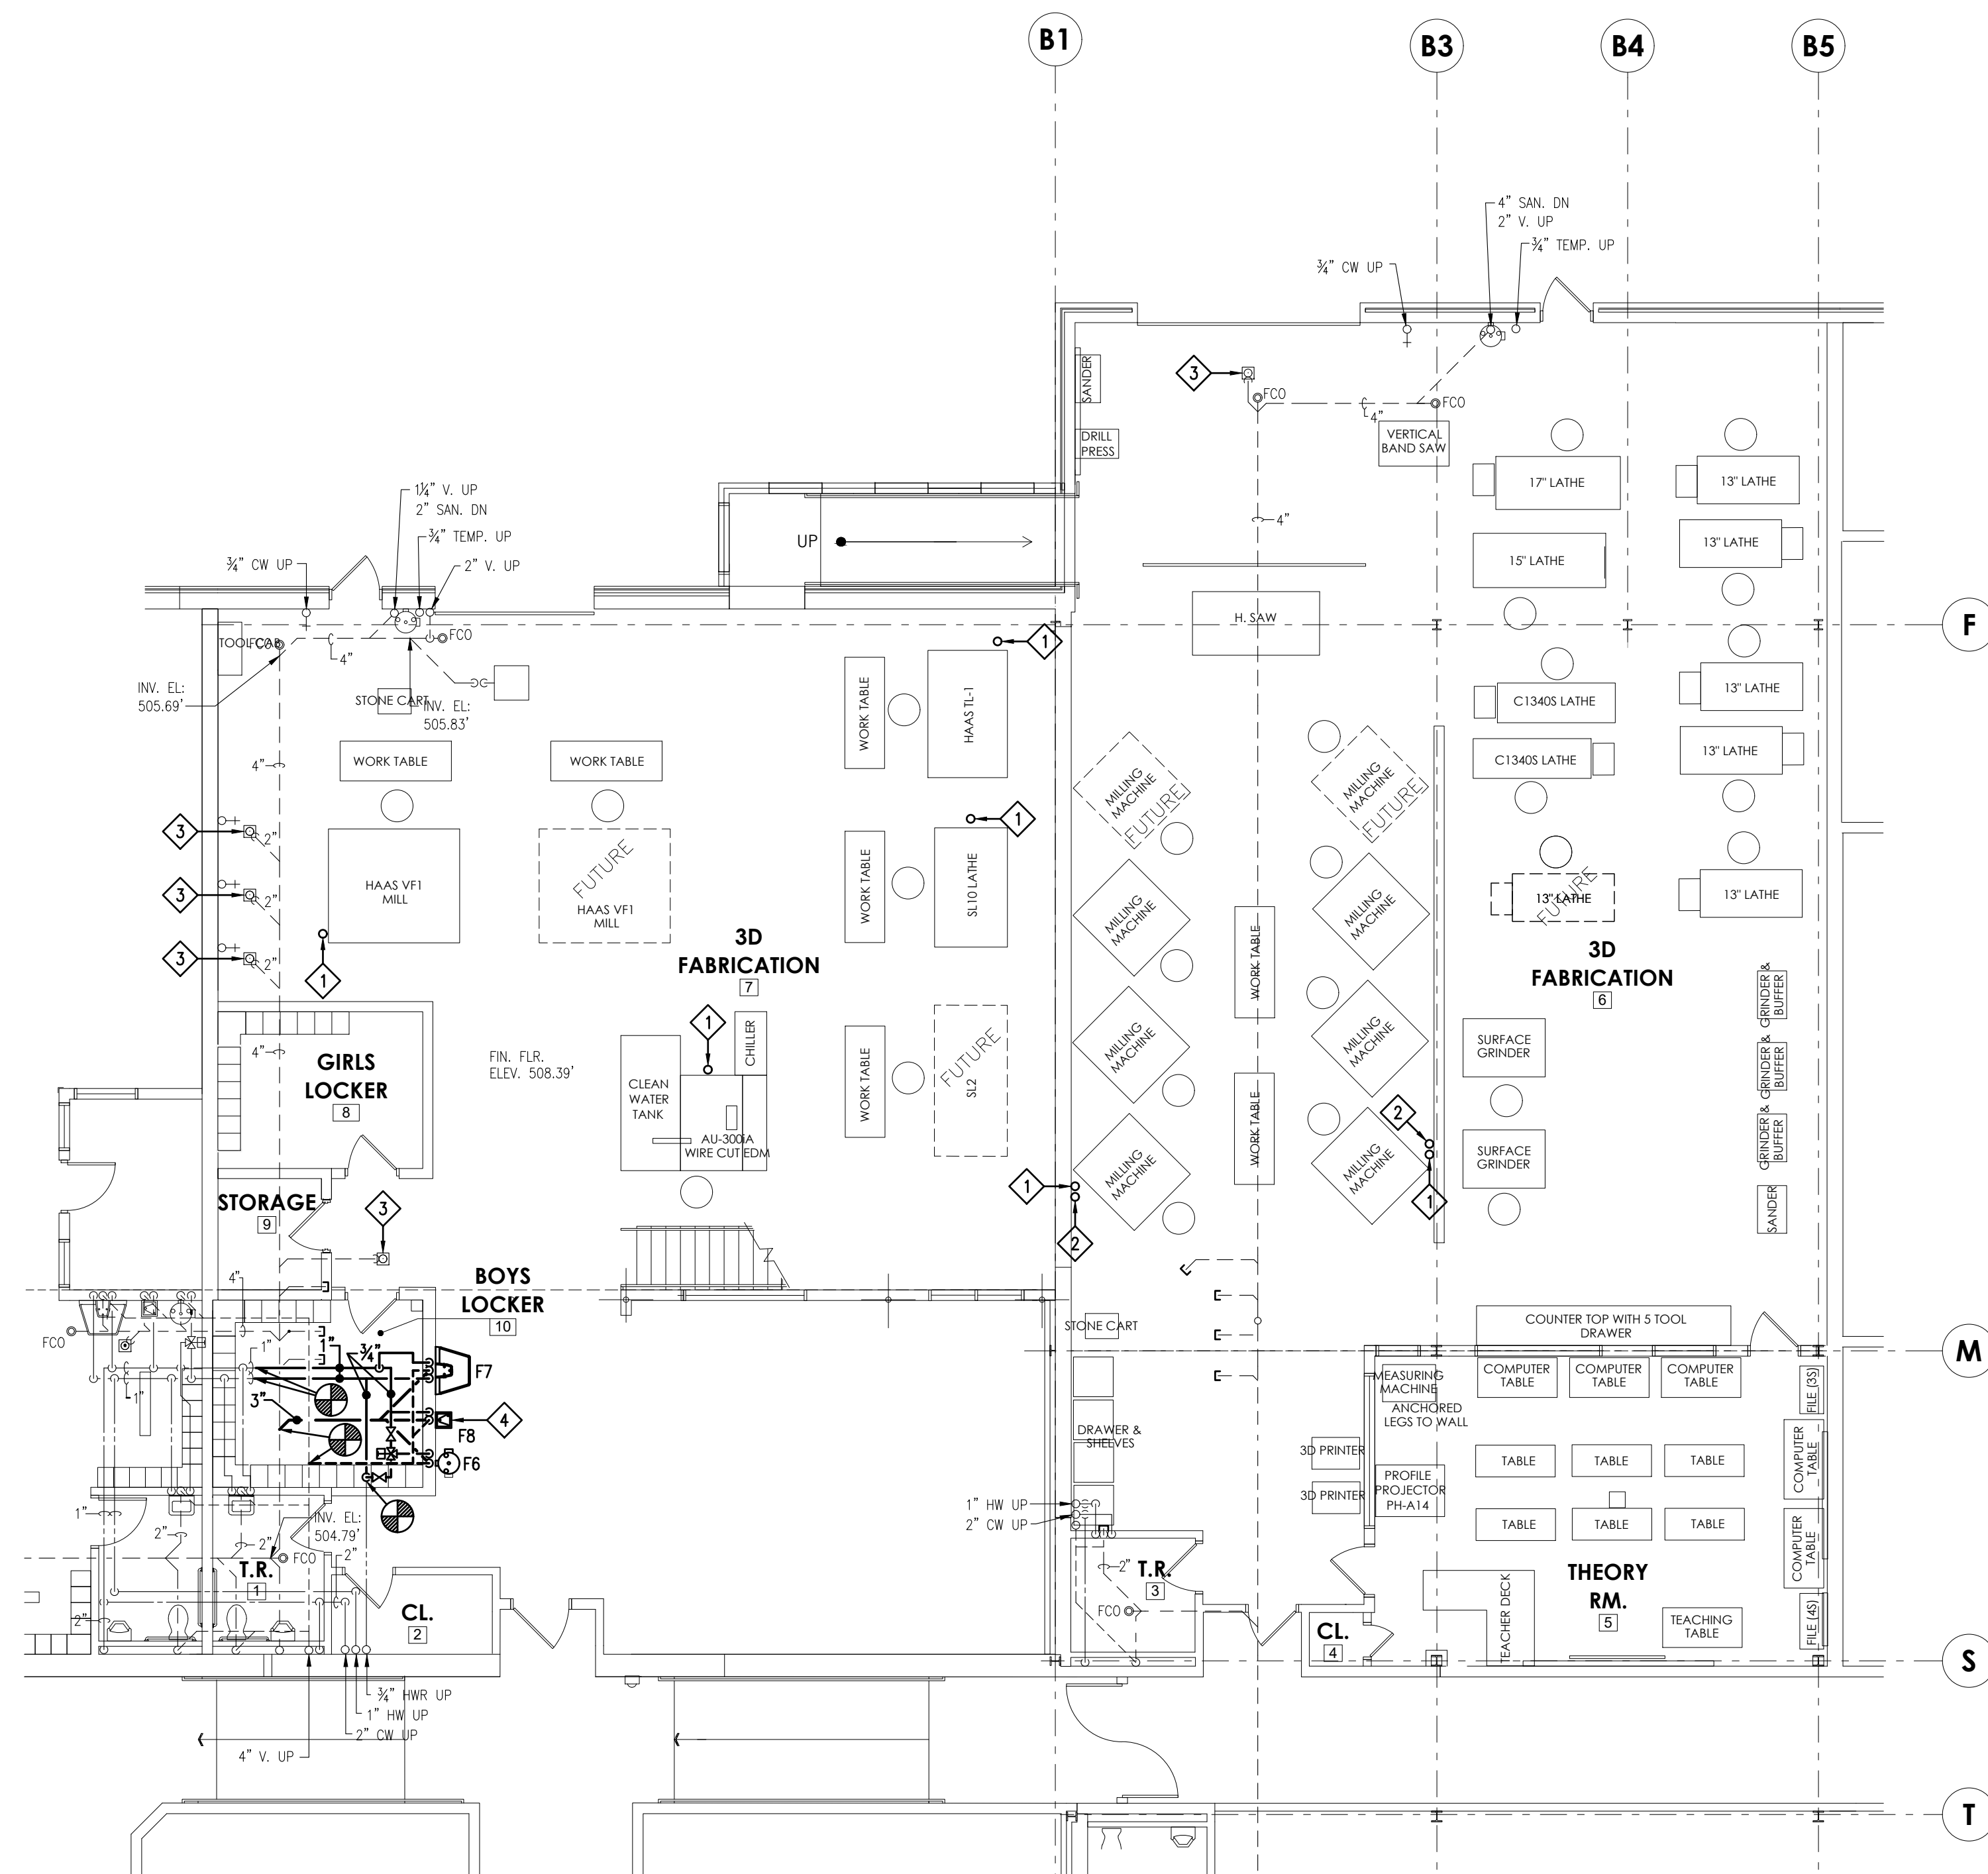 B1
B3
B4
B5
4" SAN. DN
2" V. UP
¾" TEMP. UP
¾" CW UP
3
FCO
FCO
4"
SANDER
DRILL
PRESS
VERTICAL
BAND SAW
17" LATHE
13" LATHE
13" LATHE
15" LATHE
4"
1¼" V. UP
2" SAN. DN
¾" TEMP. UP
2" V. UP
¾" CW UP
UP
H. SAW
F
TOOL CAB
FCO
FCO
4"
1
INV. EL:
505.69'
STONE CART
INV. EL:
505.83'
WORK TABLE
HAAS TL-1
13" LATHE
C1340S LATHE
4"
WORK TABLE
WORK TABLE
MILLING
MACHINE
FUTURE
MILLING
MACHINE
FUTURE
C1340S LATHE
13" LATHE
3
2"
1
HAAS VF1
MILL
FUTURE
HAAS VF1
MILL
WORK TABLE
SL10 LATHE
3
2"
MILLING
MACHINE
MILLING
MACHINE
13" LATHE
FUTURE
13" LATHE
3
2"
1
3D
FABRICATION
7
WORK TABLE
3D
FABRICATION
6
GRINDER &
BUFFER
GRINDER &
BUFFER
GRINDER &
BUFFER
SANDER
4"
GIRLS
LOCKER
8
FIN. FLR.
ELEV. 508.39'
1
CHILLER
CLEAN
WATER
TANK
AU-300iA
WIRE CUT EDM
WORK TABLE
FUTURE
SL2
MILLING
MACHINE
MILLING
MACHINE
SURFACE
GRINDER
WORK TABLE
2
1
MILLING
MACHINE
MILLING
MACHINE
SURFACE
GRINDER
1
2
STORAGE
9
3
4"
BOYS
LOCKER
10
FCO
1"
1"
1"
¾"
F7
3"
4
F8
F6
STONE CART
COUNTER TOP WITH 5 TOOL
DRAWER
M
MEASURING
MACHINE
ANCHORED
LEGS TO WALL
COMPUTER
TABLE
COMPUTER
TABLE
COMPUTER
TABLE
FILE (3S)
DRAWER &
SHELVES
3D PRINTER
3D PRINTER
PROFILE
PROJECTOR
PH-A14
TABLE
TABLE
TABLE
COMPUTER
TABLE
TABLE
TABLE
TABLE
COMPUTER
TABLE
1" HW UP
2" CW UP
1"
2"
2"
INV. EL:
504.79'
FCO
2"
T.R.
1
2"
CL.
2
2"
T.R.
3
FCO
CL.
4
TEACHER DECK
THEORY
RM.
5
TEACHING
TABLE
FILE (4S)
S
¾" HWR UP
1" HW UP
2" CW UP
4" V. UP
T